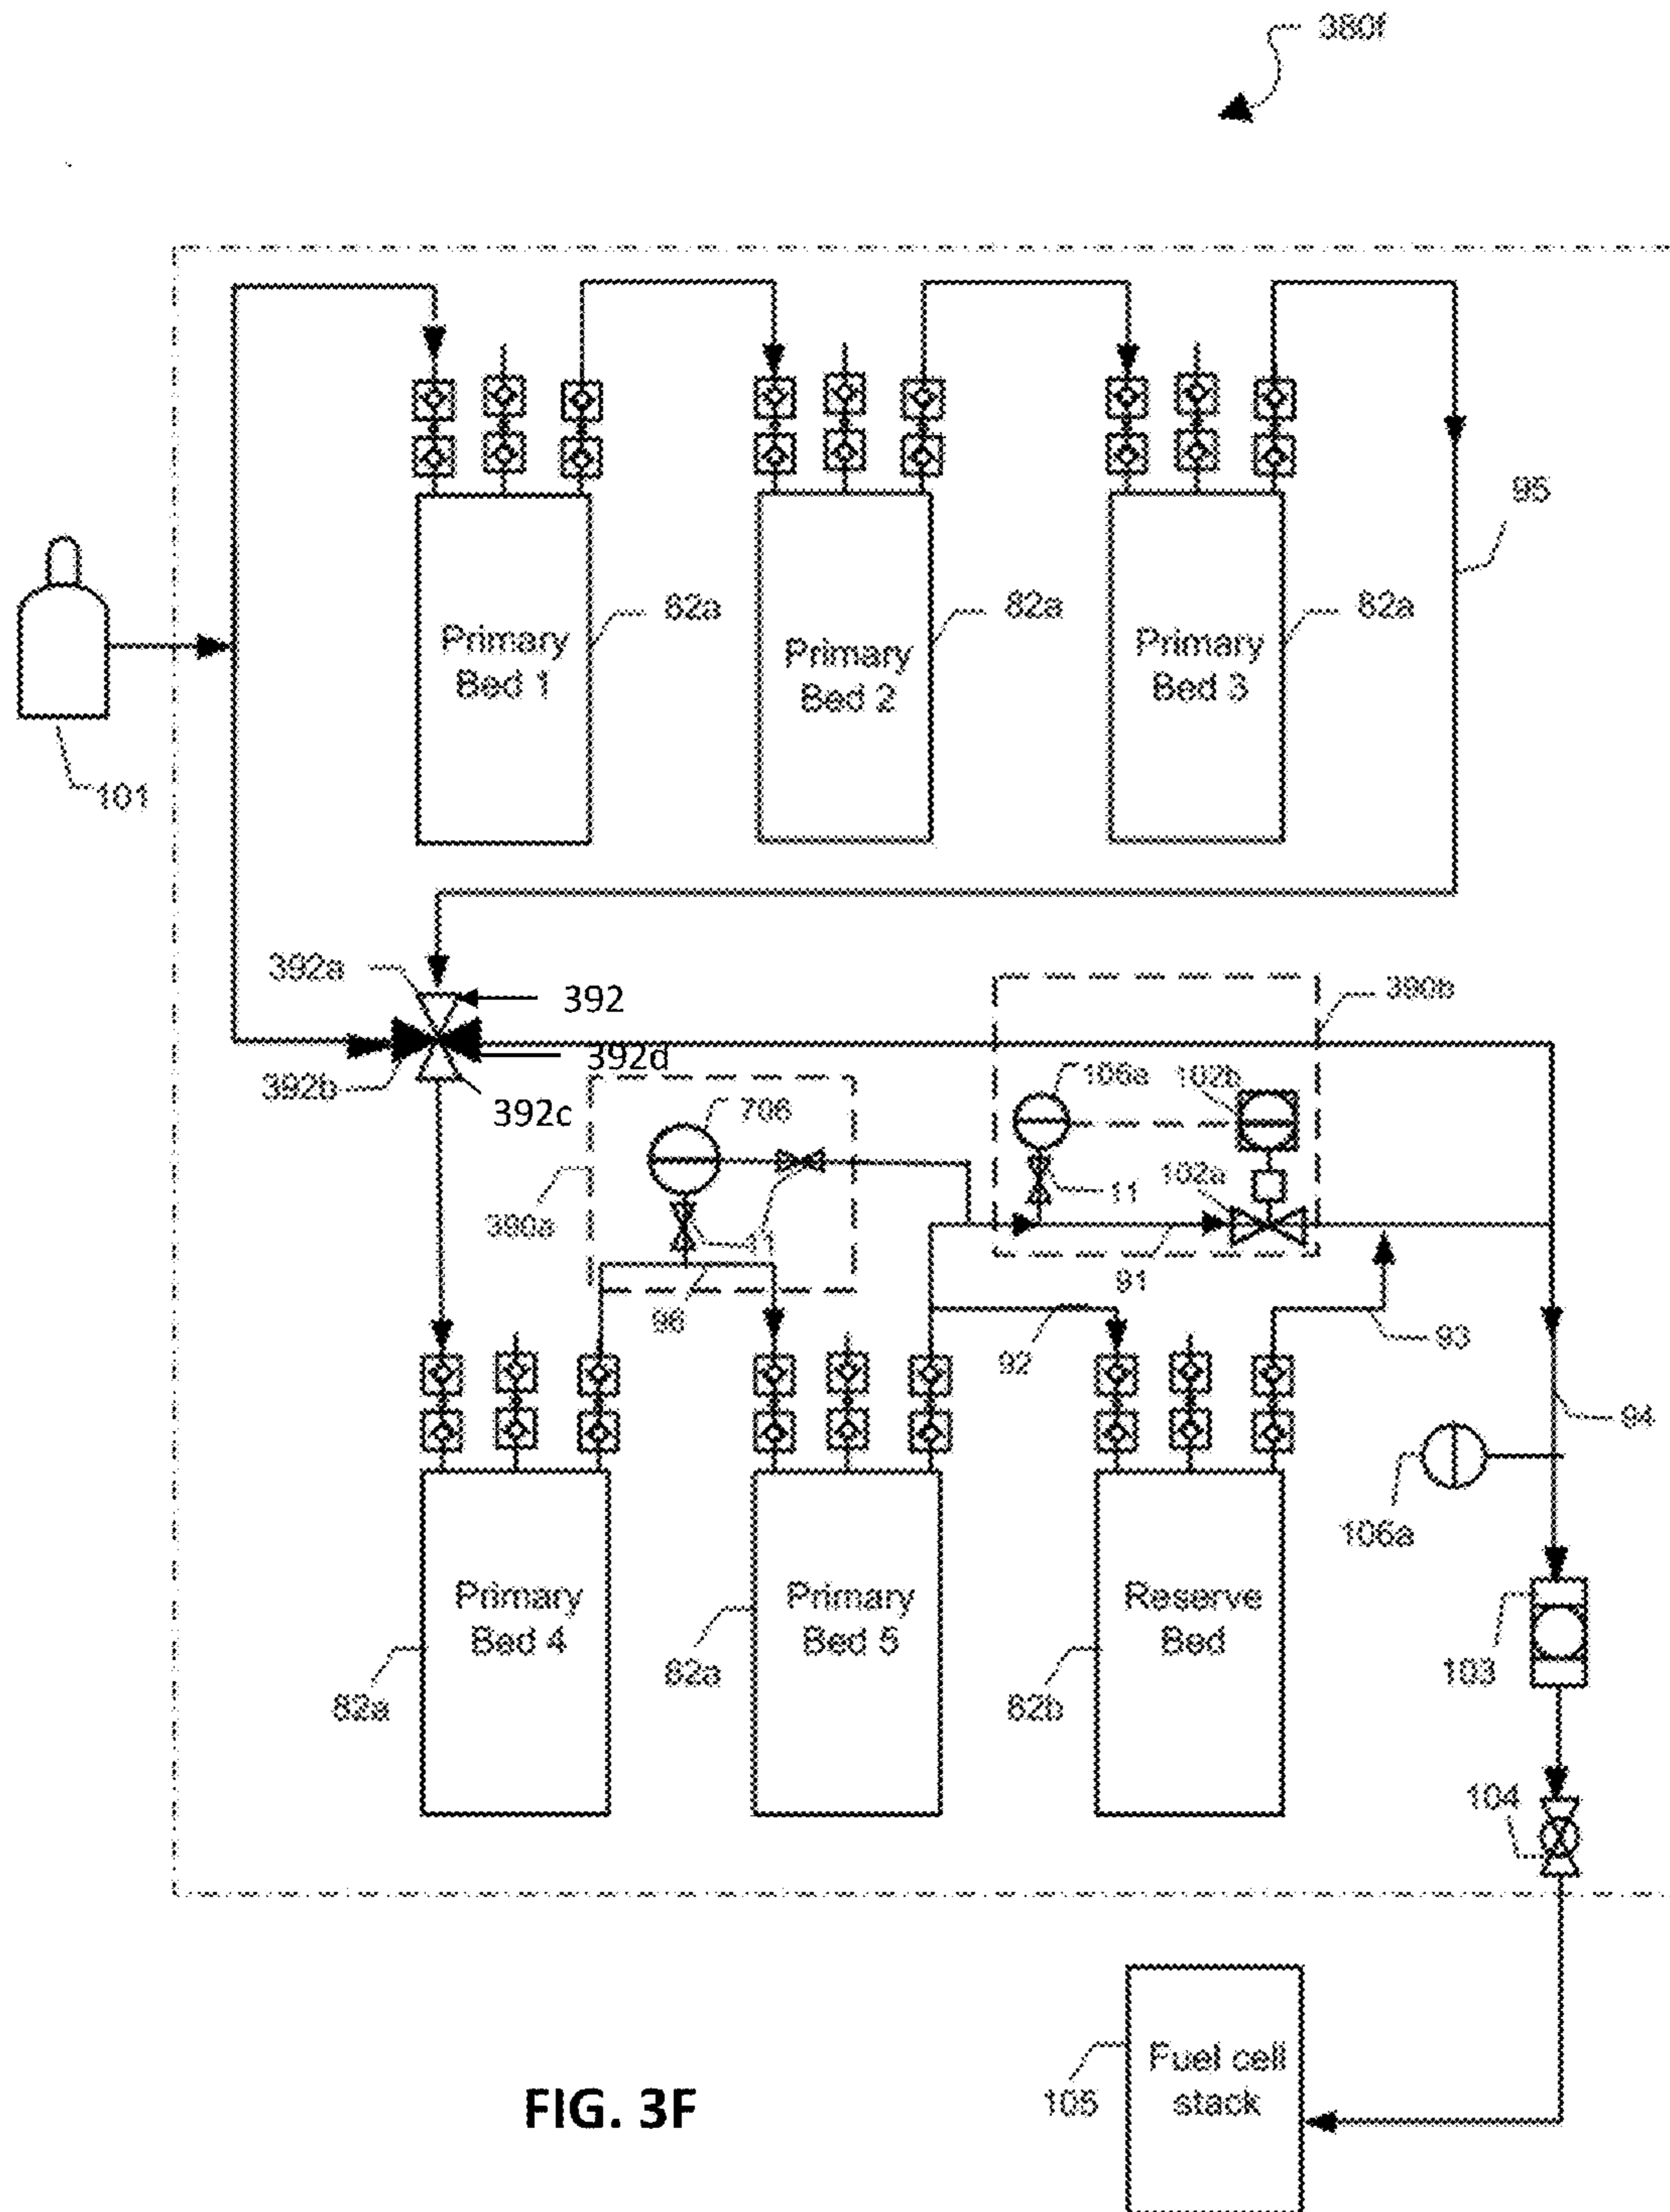 380f
95
82a
82a
82a
Primary
Bed 1
Primary
Bed 2
Primary
Bed 3
101
392a
392
390b
392d
392b
392c
106a
102b
706
102a
11
390a
11
91
96
92
93
94
106a
Primary
Bed 4
Primary
Bed 5
Reserve
Bed
103
82a
82a
82b
104
Fuel cell
stack
105
FIG. 3F